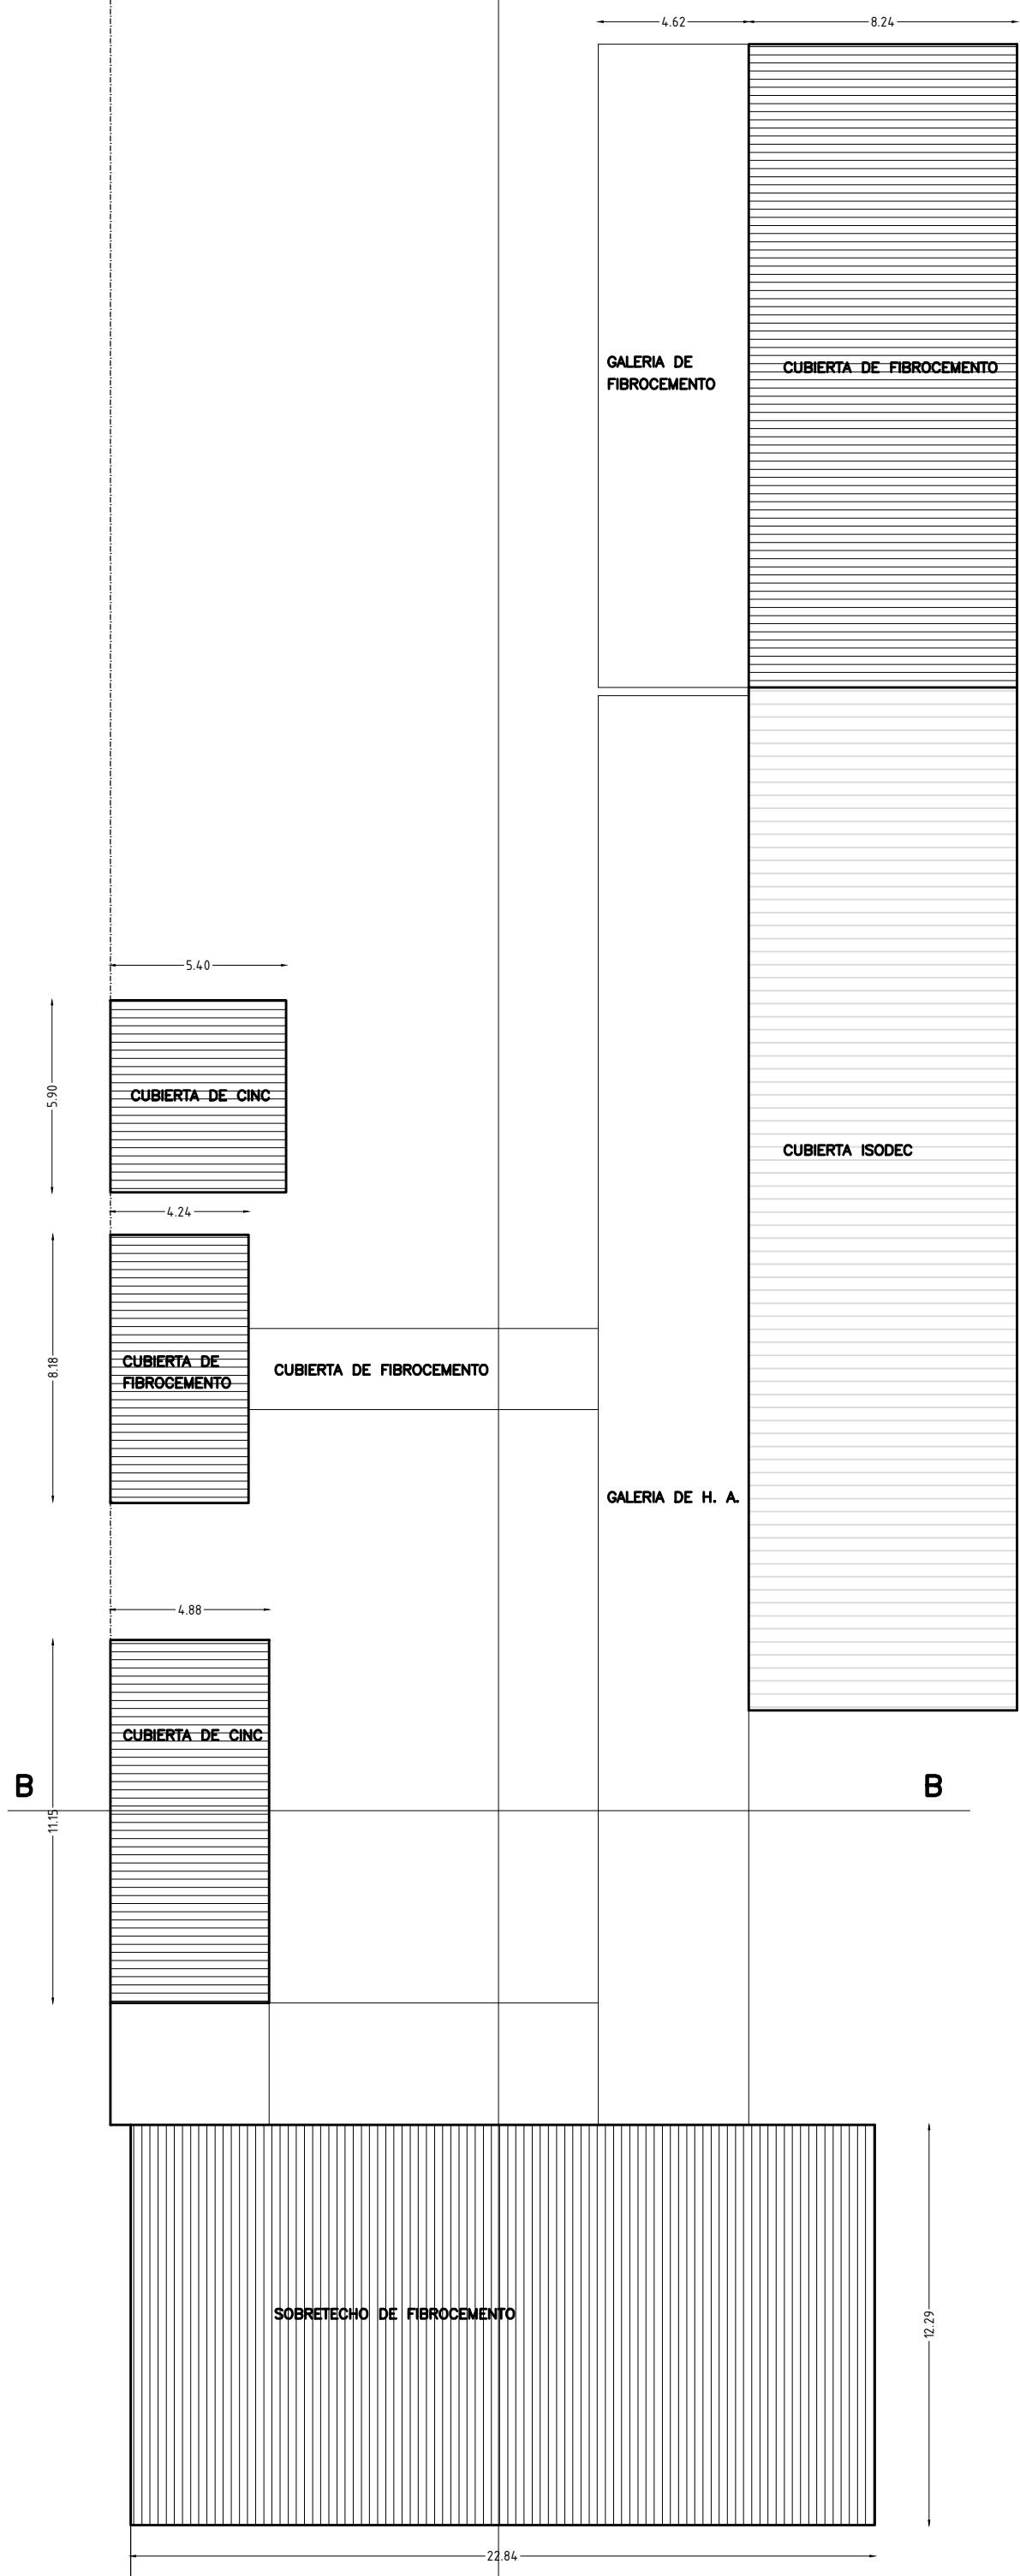 4.62
8.24
GALERIA DE
FIBROCEMENTO
CUBIERTA DE FIBROCEMENTO
5.40
5.90
CUBIERTA DE CINC
CUBIERTA ISODEC
4.24
8.18
CUBIERTA DE
FIBROCEMENTO
CUBIERTA DE FIBROCEMENTO
GALERIA DE H. A.
4.88
CUBIERTA DE CINC
B
B
11.15
SOBRETECHO DE FIBROCEMENTO
12.29
22.84